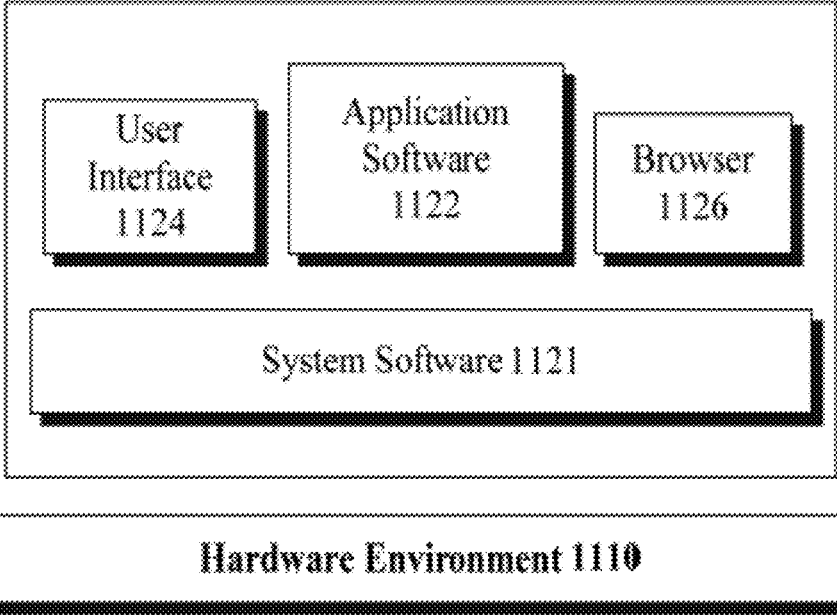 User
Interface
1124
Application
Software
1122
Browser
1126
System Software 1121
Hardware Environment 1110